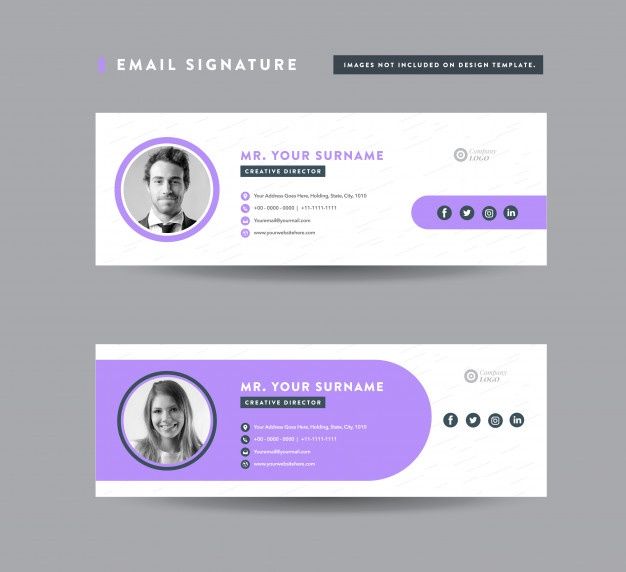 EMAIL SIGNATURE
IMAGES NOT INCLUDED ON DESIGN TEMPLATE.
MR. YOUR SURNAME
CREATIVE DIRECTOR
Your Address Goes Here, Holding, State, City, 1010
+00 - 0000 - 0000 | +11-1111-1111
Youremail@yourmail.com
www.yourwebsitehere.com
Company
LOGO
f
in
MR. YOUR SURNAME
CREATIVE DIRECTOR
Your Address Goes Here, Holding, State, City, 1010
+00 - 0000 - 0000 | +11-1111-1111
Youremail@yourmail.com
www.yourwebsitehere.com
Company
LOGO
f
in